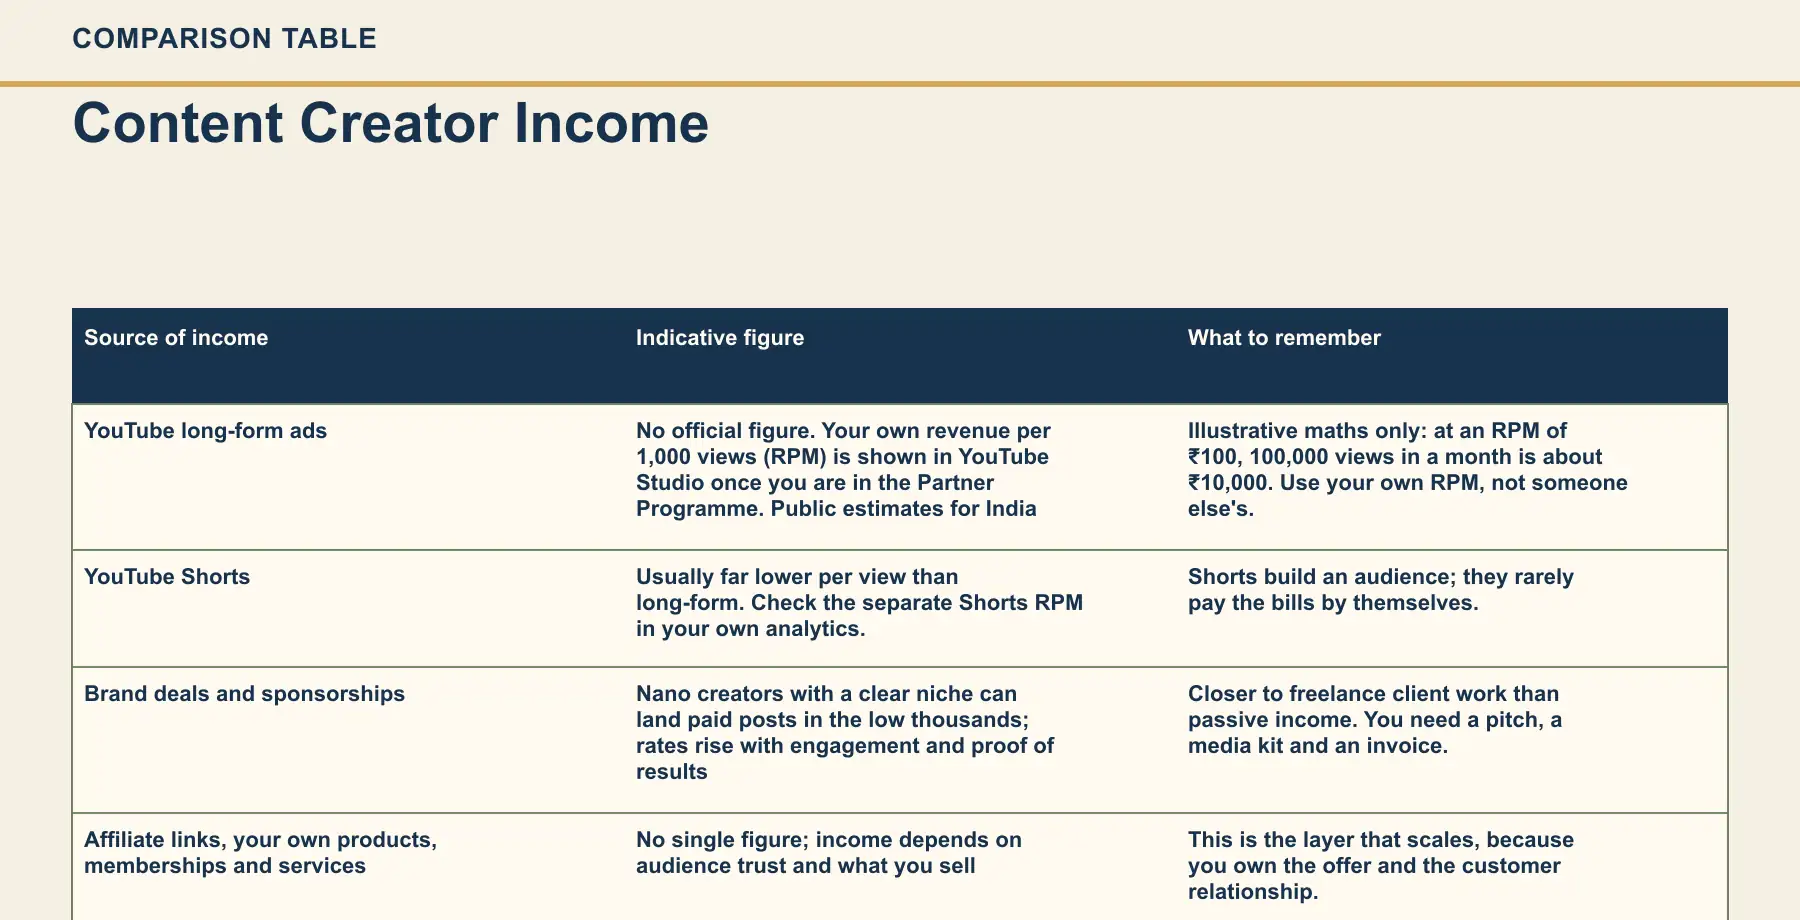 COMPARISON TABLE
Content Creator Income
Source of income
Indicative figure
What to remember
YouTube long-form ads
No official figure. Your own revenue per
1,000 views (RPM) is shown in YouTube
Studio once you are in the Partner
Programme. Public estimates for India
Illustrative maths only: at an RPM of
₹100, 100,000 views in a month is about
₹10,000. Use your own RPM, not someone
else's.
YouTube Shorts
Usually far lower per view than
long-form. Check the separate Shorts RPM
in your own analytics.
Shorts build an audience; they rarely
pay the bills by themselves.
Brand deals and sponsorships
Nano creators with a clear niche can
land paid posts in the low thousands;
rates rise with engagement and proof of
results
Closer to freelance client work than
passive income. You need a pitch, a
media kit and an invoice.
Affiliate links, your own products,
memberships and services
No single figure; income depends on
audience trust and what you sell
This is the layer that scales, because
you own the offer and the customer
relationship.